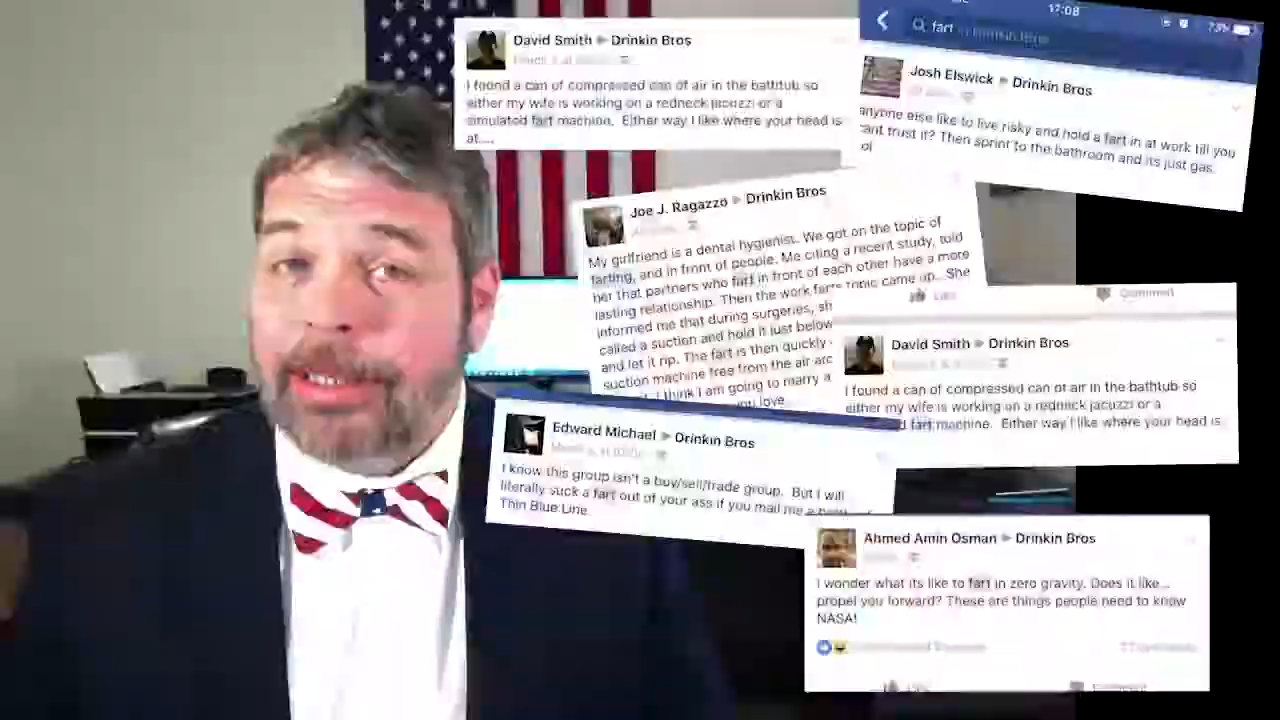 David Smith ▸ Drinkin Bros
I found a can of compressed can of air in the bathtub so
either my wife is working on a redneck jacuzzi or a
simulated fart machine. Either way I like where your head is
at....
17:08
73%
fart
Josh Elswick ▸ Drinkin Bros
anyone else like to live risky and hold a fart in at work till you
cant trust it? Then sprint to the bathroom and its just gas.
ol
Joe J. Ragazzo ▸ Drinkin Bros
My girlfriend is a dental hygienist. We got on the topic of
farting, and in front of people. Me citing a recent study, told
her that partners who fart in front of each other have a more
lasting relationship. Then the work farts topic came up. She
informed me that during surgeries, sh
called a suction and hold it just below
and let it rip. The fart is then quickly
suction machine free from the air arc
I think I am going to marry a
you love
Like
Comment
David Smith ▸ Drinkin Bros
I found a can of compressed can of air in the bathtub so
either my wife is working on a redneck jacuzzi or a
d fart machine. Either way I like where your head is
Edward Michael ▸ Drinkin Bros
I know this group isn't a buy/sell/trade group. But I will
literally suck a fart out of your ass if you mail me a
Thin Blue Line.
Ahmed Amin Osman ▸ Drinkin Bros
I wonder what its like to fart in zero gravity. Does it like...
propel you forward? These are things people need to know
NASA!
Comment